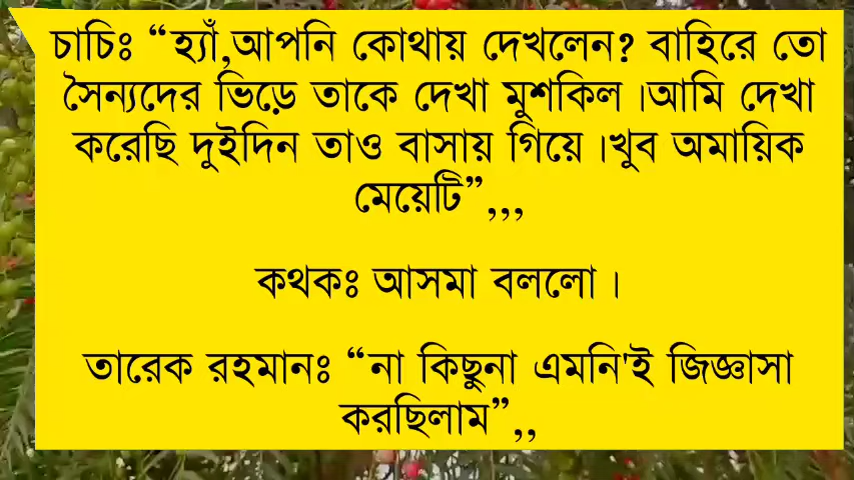 চাচিঃ “হ্যাঁ,আপনি কোথায় দেখলেন? বাহিরে তো
সৈন্যদের ভিড়ে তাকে দেখা মুশকিল।আমি দেখা
করেছি দুইদিন তাও বাসায় গিয়ে।খুব অমায়িক
মেয়েটি”,,,
কথকঃ আসমা বললো।
তারেক রহমানঃ “না কিছুনা এমনি'ই জিজ্ঞাসা
করছিলাম”,,